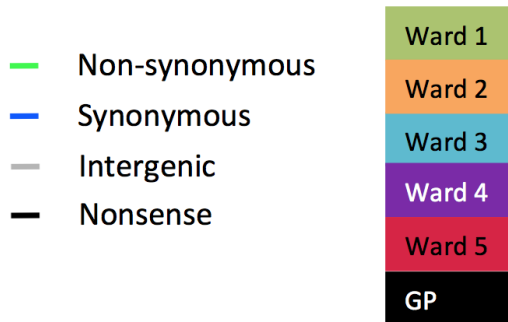 Non-synonymous
Synonymous
Intergenic
Nonsense
Ward 1
Ward 2
Ward 3
Ward 4
Ward 5
GP